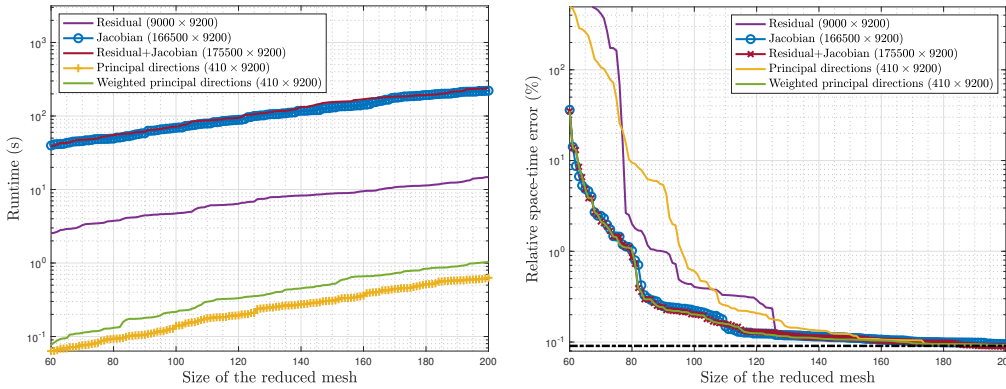 Residual (9000 × 9200)
Jacobian (166500 × 9200)
Residual+Jacobian (175500 × 9200)
Principal directions (410 × 9200)
Weighted principal directions (410 × 9200)
10^3
10^2
10^1
10^0
10^-1
Runtime (s)
60 80 100 120 140 160 180 200
Size of the reduced mesh
Residual (9000 × 9200)
Jacobian (166500 × 9200)
Residual+Jacobian (175500 × 9200)
Principal directions (410 × 9200)
Weighted principal directions (410 × 9200)
10^2
10^1
10^0
10^-1
Relative space-time error (%)
60 80 100 120 140 160 180 200
Size of the reduced mesh